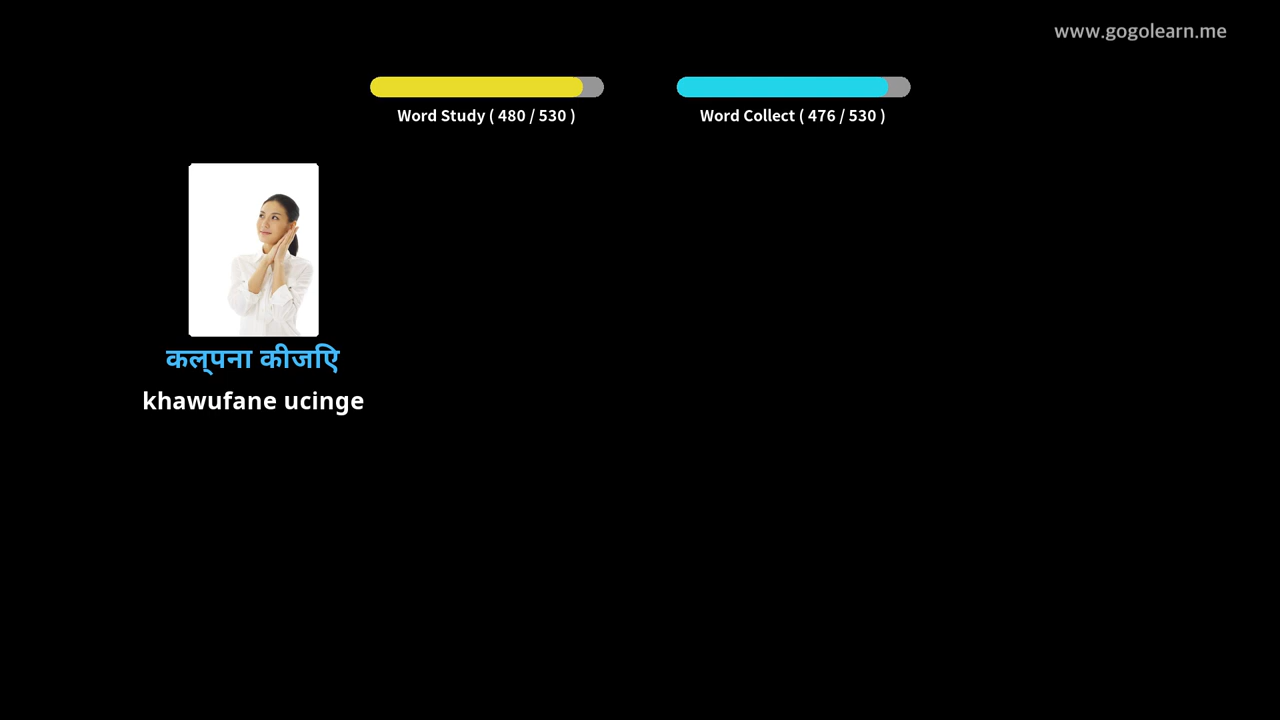 www.gogolearn.me
Word Study ( 480 / 530 )
Word Collect ( 476 / 530 )
कल्पना कीजिए
khawufane ucinge